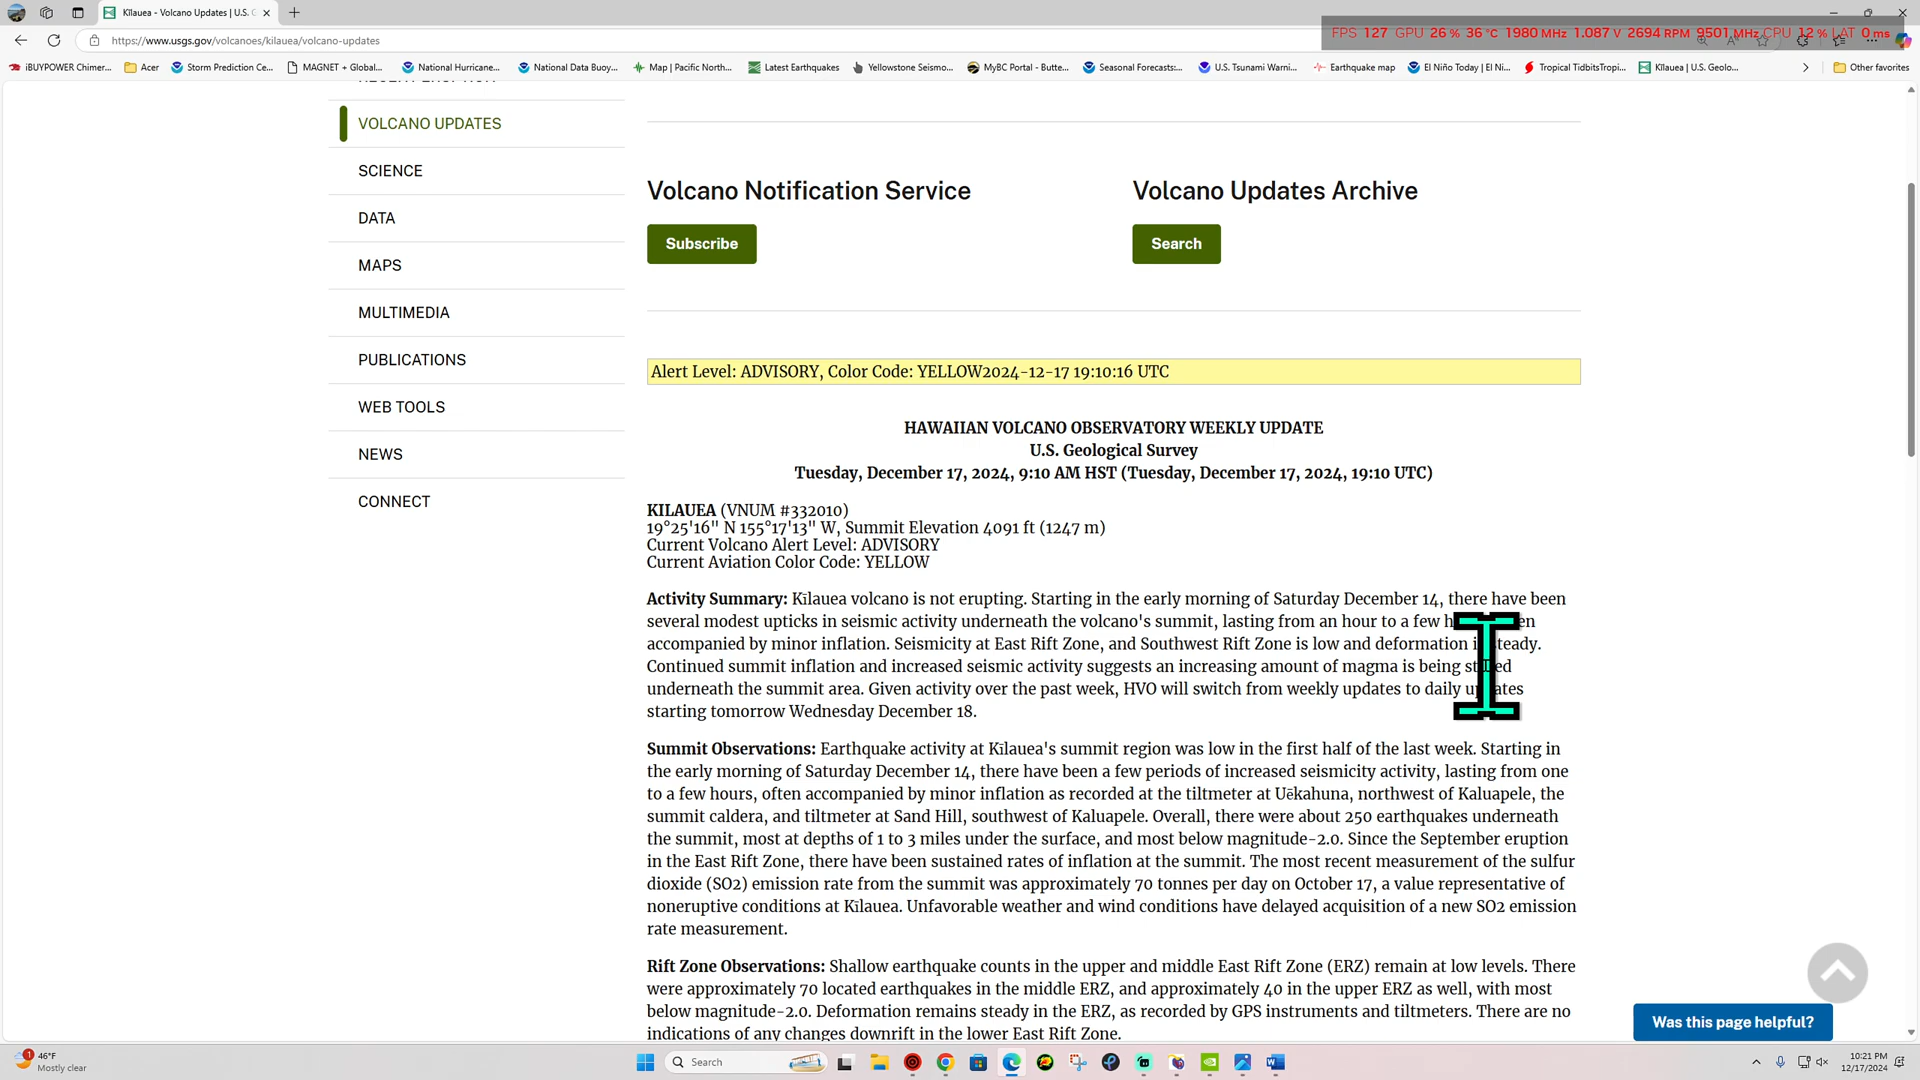 Kīlauea - Volcano Updates | U.S. G
FPS 127 GPU 26 % 36 °C 1980 MHz 1.087 V 2694 RPM 9501 MHz CPU 12 % LAT 0 ms
https://www.usgs.gov/volcanoes/kilauea/volcano-updates
iBUYPOWER Chimer... Acer Storm Prediction Ce... MAGNET + Global... National Hurricane... National Data Buoy... Map | Pacific North... Latest Earthquakes Yellowstone Seismo... MyBC Portal - Butte... Seasonal Forecasts:... U.S. Tsunami Warni... Earthquake map El Niño Today | El Ni... Tropical TidbitsTropi... Kīlauea | U.S. Geolo... Other favorites
VOLCANO UPDATES
SCIENCE
DATA
MAPS
MULTIMEDIA
PUBLICATIONS
WEB TOOLS
NEWS
CONNECT
Volcano Notification Service
Subscribe
Volcano Updates Archive
Search
Alert Level: ADVISORY, Color Code: YELLOW2024-12-17 19:10:16 UTC
HAWAIIAN VOLCANO OBSERVATORY WEEKLY UPDATE
U.S. Geological Survey
Tuesday, December 17, 2024, 9:10 AM HST (Tuesday, December 17, 2024, 19:10 UTC)
KILAUEA (VNUM #332010)
19°25'16" N 155°17'13" W, Summit Elevation 4091 ft (1247 m)
Current Volcano Alert Level: ADVISORY
Current Aviation Color Code: YELLOW
Activity Summary: Kīlauea volcano is not erupting. Starting in the early morning of Saturday December 14, there have been
several modest upticks in seismic activity underneath the volcano's summit, lasting from an hour to a few
accompanied by minor inflation. Seismicity at East Rift Zone, and Southwest Rift Zone is low and deformation
Continued summit inflation and increased seismic activity suggests an increasing amount of magma is being
underneath the summit area. Given activity over the past week, HVO will switch from weekly updates to daily
starting tomorrow Wednesday December 18.
Summit Observations: Earthquake activity at Kīlauea's summit region was low in the first half of the last week. Starting in
the early morning of Saturday December 14, there have been a few periods of increased seismicity activity, lasting from one
to a few hours, often accompanied by minor inflation as recorded at the tiltmeter at Uēkahuna, northwest of Kaluapele, the
summit caldera, and tiltmeter at Sand Hill, southwest of Kaluapele. Overall, there were about 250 earthquakes underneath
the summit, most at depths of 1 to 3 miles under the surface, and most below magnitude-2.0. Since the September eruption
in the East Rift Zone, there have been sustained rates of inflation at the summit. The most recent measurement of the sulfur
dioxide (SO2) emission rate from the summit was approximately 70 tonnes per day on October 17, a value representative of
noneruptive conditions at Kīlauea. Unfavorable weather and wind conditions have delayed acquisition of a new SO2 emission
rate measurement.
Rift Zone Observations: Shallow earthquake counts in the upper and middle East Rift Zone (ERZ) remain at low levels. There
were approximately 70 located earthquakes in the middle ERZ, and approximately 40 in the upper ERZ as well, with most
below magnitude-2.0. Deformation remains steady in the ERZ, as recorded by GPS instruments and tiltmeters. There are no
indications of any changes downrift in the lower East Rift Zone.
Was this page helpful?
1
46°F
Mostly clear
Search
10:21 PM
12/17/2024